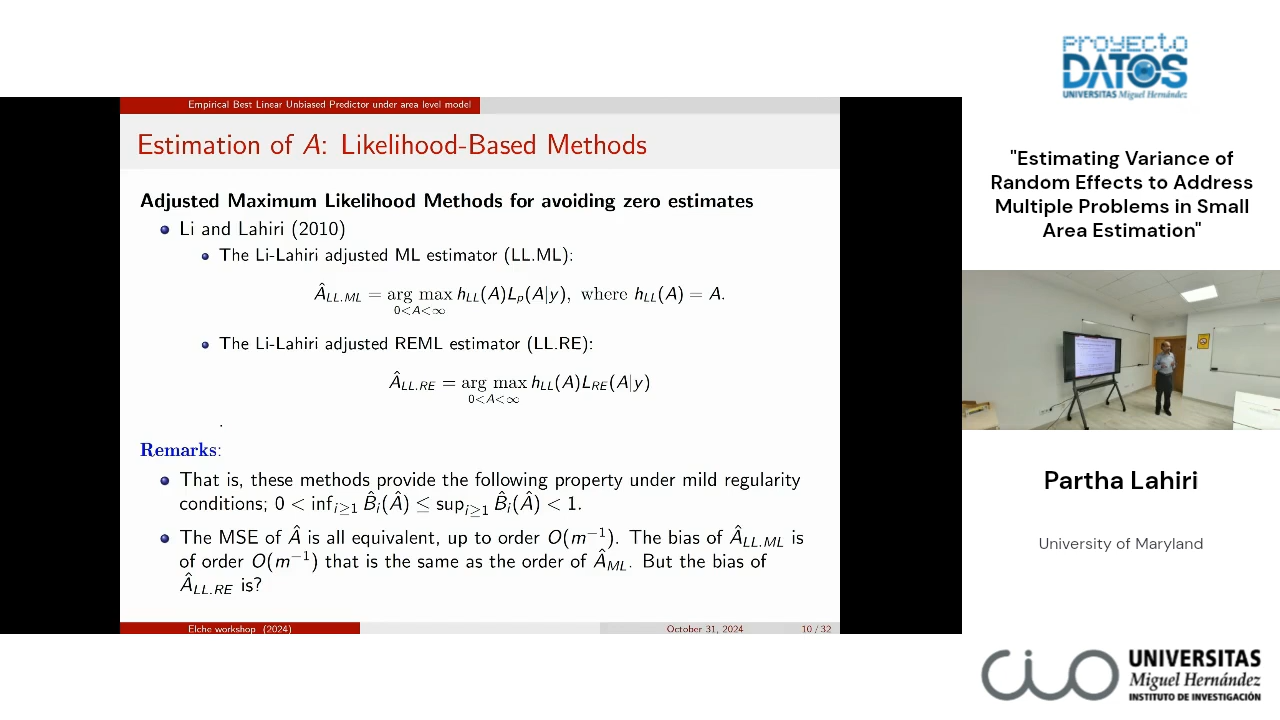 Empirical Best Linear Unbiased Predictor under area level model
Estimation of A: Likelihood-Based Methods
Adjusted Maximum Likelihood Methods for avoiding zero estimates
Li and Lahiri (2010)
The Li-Lahiri adjusted ML estimator (LL.ML):
Â_{LL.ML} = arg max_{0<A<∞} h_{LL}(A)L_p(A|y), where h_{LL}(A) = A.
The Li-Lahiri adjusted REML estimator (LL.RE):
Â_{LL.RE} = arg max_{0<A<∞} h_{LL}(A)L_{RE}(A|y)
.
Remarks:
That is, these methods provide the following property under mild regularity
conditions; 0 < inf_{i≥1} B̂_i(Â) ≤ sup_{i≥1} B̂_i(Â) < 1.
The MSE of Â is all equivalent, up to order O(m^{-1}). The bias of Â_{LL.ML} is
of order O(m^{-1}) that is the same as the order of Â_{ML}. But the bias of
Â_{LL.RE} is?
Elche workshop (2024)
October 31, 2024
10 / 32
PROYECTO
DATOS
UNIVERSITAS Miguel Hernández
"Estimating Variance of
Random Effects to Address
Multiple Problems in Small
Area Estimation"
Partha Lahiri
University of Maryland
CIO
UNIVERSITAS
Miguel Hernández
INSTITUTO DE INVESTIGACIÓN